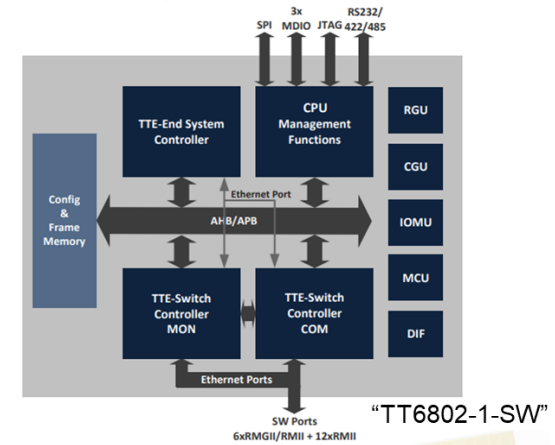 SPI
3x
MDIO
JTAG
RS232/
422/485
TTE-End System
Controller
CPU
Management
Functions
RGU
CGU
IOMU
MCU
DIF
Config
&
Frame
Memory
Ethernet Port
AHB/APB
TTE-Switch
Controller
MON
TTE-Switch
Controller
COM
Ethernet Ports
SW Ports
6xRMGII/RMII + 12xRMII
“TT6802-1-SW”